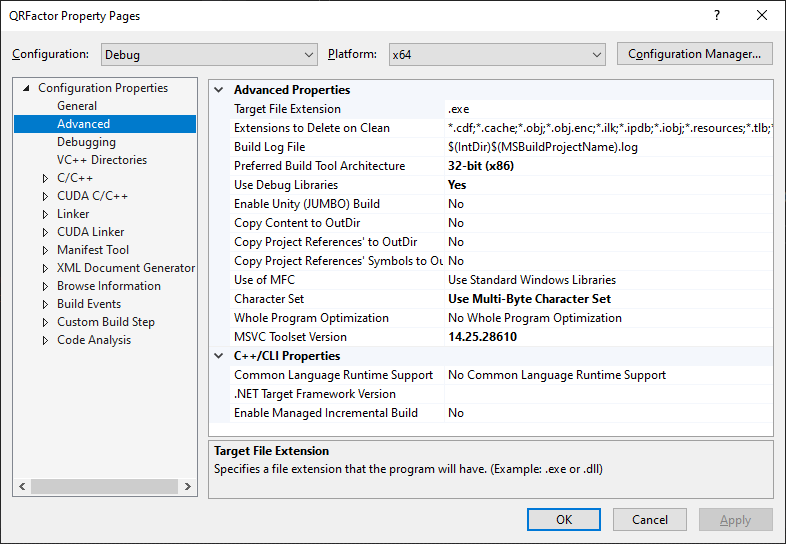 QRFactor Property Pages
Configuration: Debug Platform: x64 Configuration Manager...
Configuration Properties
General
Advanced
Debugging
VC++ Directories
C/C++
CUDA C/C++
Linker
CUDA Linker
Manifest Tool
XML Document Generator
Browse Information
Build Events
Custom Build Step
Code Analysis
Advanced Properties
Target File Extension .exe
Extensions to Delete on Clean *.cdf;*.cache;*.obj;*.obj.enc;*.ilk;*.ipdb;*.iobj;*.resources;*.tlb;*
Build Log File $(IntDir)$(MSBuildProjectName).log
Preferred Build Tool Architecture 32-bit (x86)
Use Debug Libraries Yes
Enable Unity (JUMBO) Build No
Copy Content to OutDir No
Copy Project References' to OutDir No
Copy Project References' Symbols to Ou No
Use of MFC Use Standard Windows Libraries
Character Set Use Multi-Byte Character Set
Whole Program Optimization No Whole Program Optimization
MSVC Toolset Version 14.25.28610
C++/CLI Properties
Common Language Runtime Support No Common Language Runtime Support
.NET Target Framework Version
Enable Managed Incremental Build No
Target File Extension
Specifies a file extension that the program will have. (Example: .exe or .dll)
OK Cancel Apply